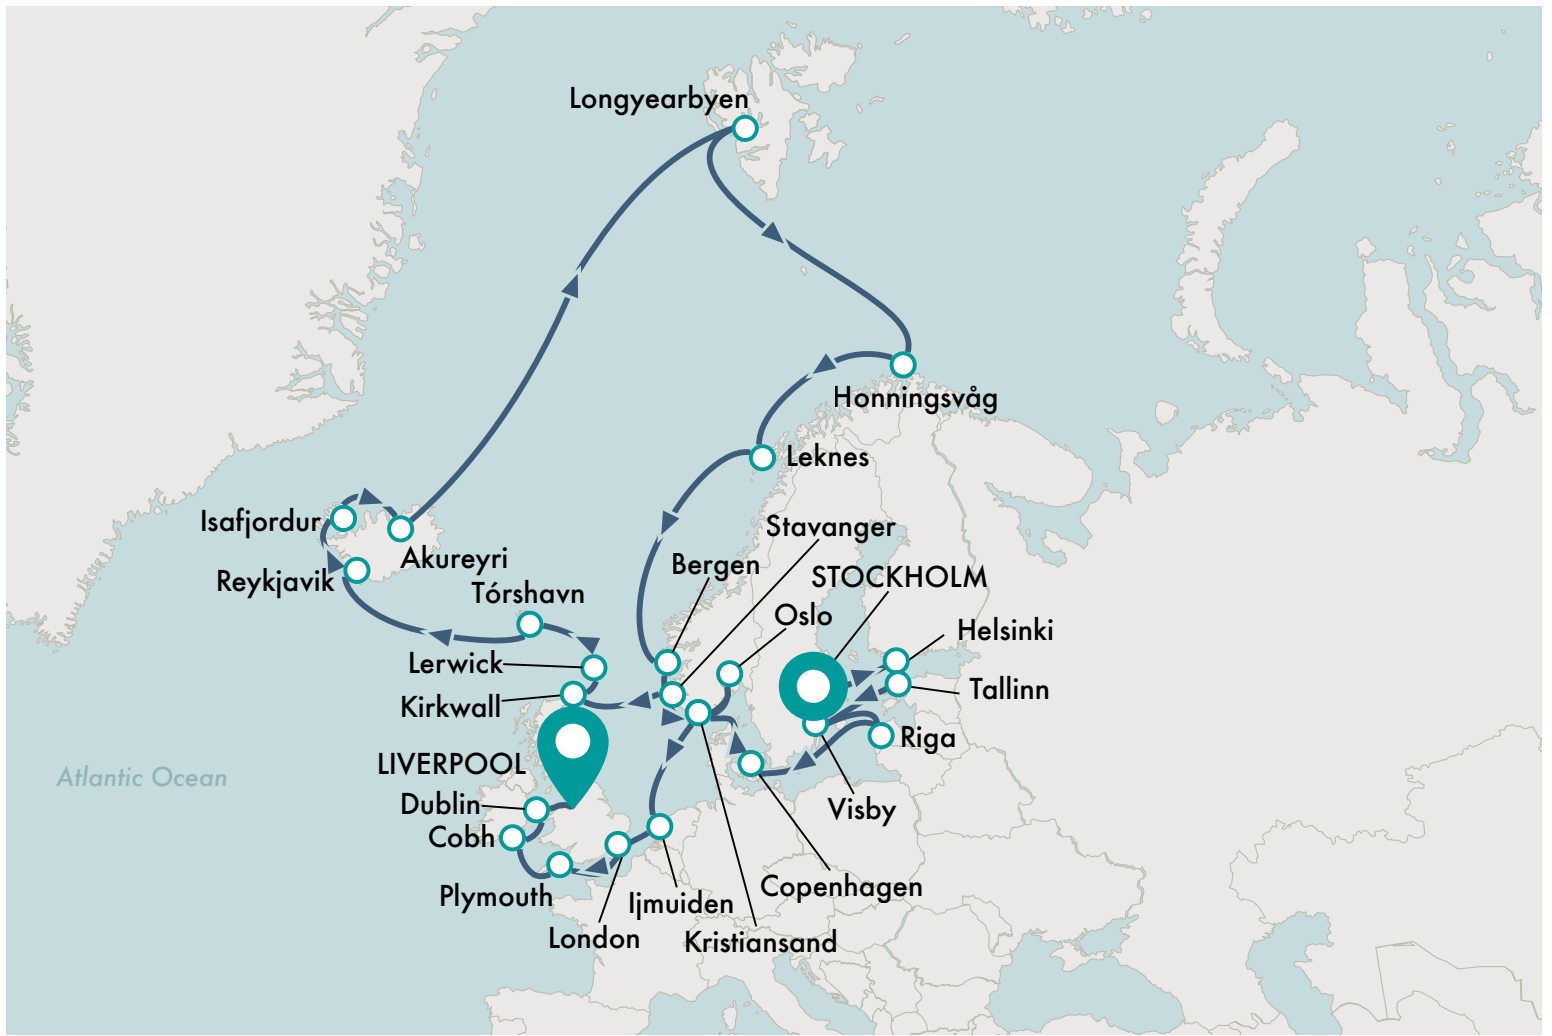 Longyearbyen
Honningsvåg
Leknes
Isafjordur
Stavanger
Akureyri
Bergen
Reykjavik
STOCKHOLM
Tórshavn
Oslo
Helsinki
Lerwick
Tallinn
Kirkwall
Riga
LIVERPOOL
Atlantic Ocean
Dublin
Visby
Cobh
Copenhagen
Plymouth
Ijmuiden
London
Kristiansand